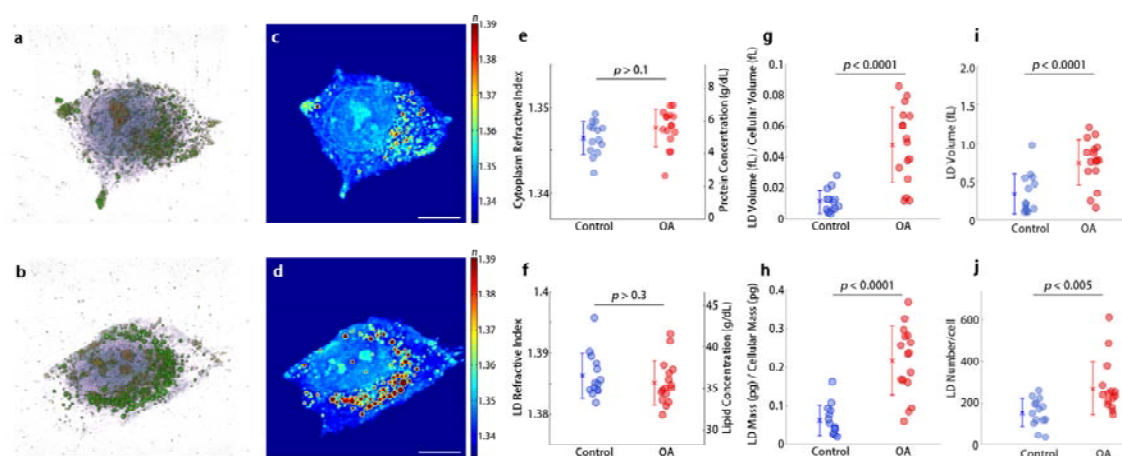 a
c
n
1.39
1.38
1.37
1.36
1.35
1.34
e
p > 0.1
Cytoplasm Refractive Index
1.35
1.34
8
6
4
2
0
Protein Concentration (g/dL)
Control
OA
g
p < 0.0001
LD Volume (fL) / Cellular Volume (fL)
0.1
0.08
0.06
0.04
0.02
0
Control
OA
i
p < 0.0001
LD Volume (fL)
2.0
1.5
1.0
0.5
0
Control
OA
b
d
n
1.39
1.38
1.37
1.36
1.35
1.34
f
p > 0.3
LD Refractive Index
1.4
1.39
1.38
45
40
35
30
Lipid Concentration (g/dL)
Control
OA
h
p < 0.0001
LD Mass (pg) / Cellular Mass (pg)
0.4
0.3
0.2
0.1
0
Control
OA
j
p < 0.005
LD Number/cell
600
400
200
0
Control
OA